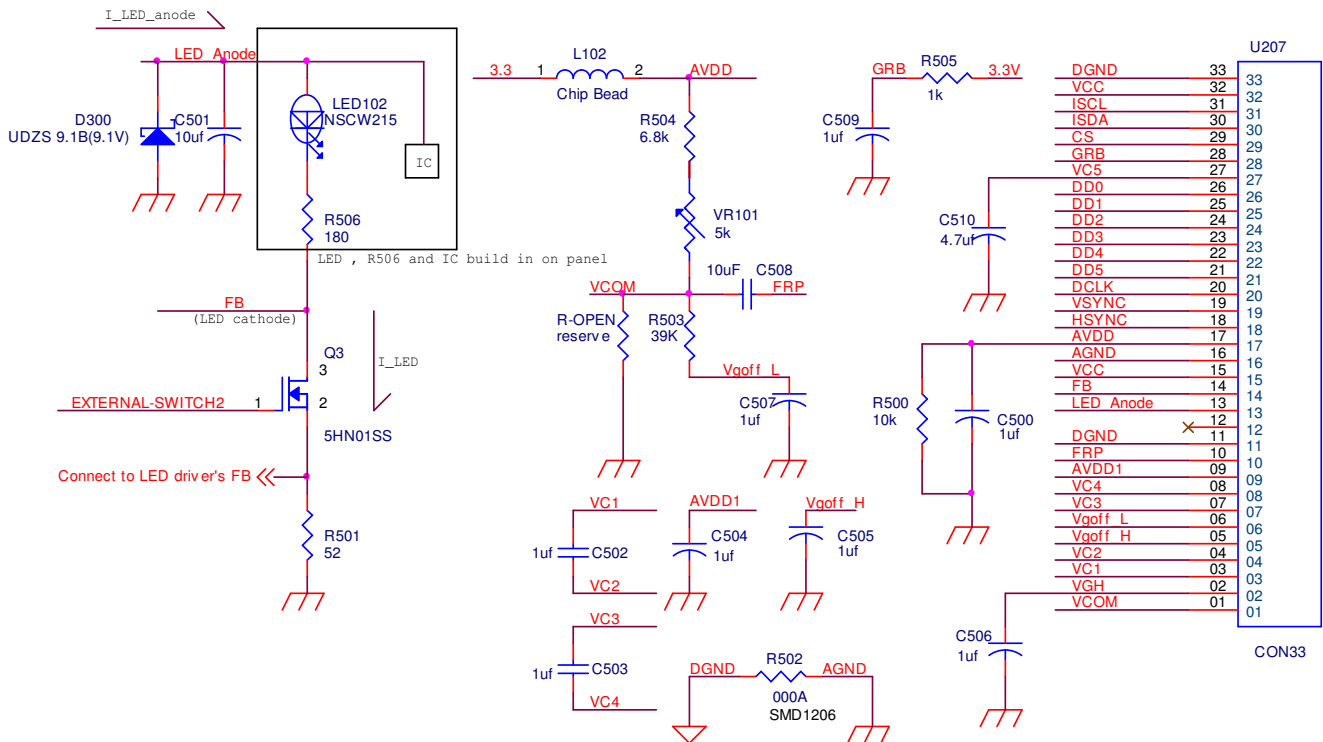 I_LED_anode
LED_Anode
D300
UDZS 9.1B(9.1V)
C501
10uf
LED102
NSCW215
IC
R506
180
LED , R506 and IC build in on panel
FB
(LED cathode)
Q3
3
I_LED
EXTERNAL-SWITCH2
1
2
5HN01SS
Connect to LED driver's FB
R501
52
3.3
1
L102
2
AVDD
Chip Bead
R504
6.8k
VR101
5k
10uF
C508
VCOM
FRP
R-OPEN
reserve
R503
39K
Vgoff_L
C507
1uf
VC1
1uf
C502
VC2
AVDD1
C504
1uf
Vgoff_H
C505
1uf
VC3
1uf
C503
VC4
DGND
R502
AGND
000A
SMD1206
GRB
R505
3.3V
1k
C509
1uf
C510
4.7uf
R500
10k
C500
1uf
C506
1uf
U207
DGND 33 33
VCC 32 32
ISCL 31 31
ISDA 30 30
CS 29 29
GRB 28 28
VC5 27 27
DD0 26 26
DD1 25 25
DD2 24 24
DD3 23 23
DD4 22 22
DD5 21 21
DCLK 20 20
VSYNC 19 19
HSYNC 18 18
AVDD 17 17
AGND 16 16
VCC 15 15
FB 14 14
LED_Anode 13 13
12 12
DGND 11 11
FRP 10 10
AVDD1 09 09
VC4 08 08
VC3 07 07
Vgoff_L 06 06
Vgoff_H 05 05
VC2 04 04
VC1 03 03
VGH 02 02
VCOM 01 01
CON33